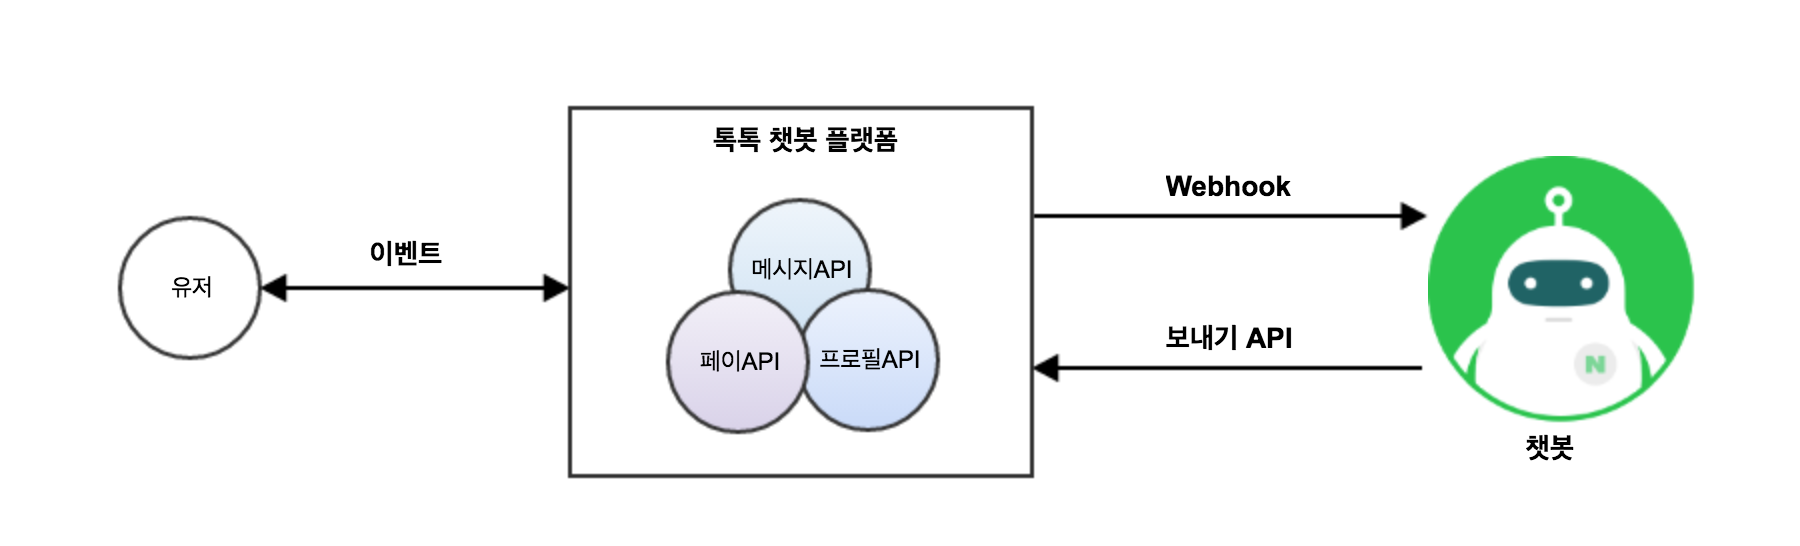 톡톡 챗봇 플랫폼
유저
이벤트
메시지API
페이API
프로필API
Webhook
보내기 API
N
챗봇